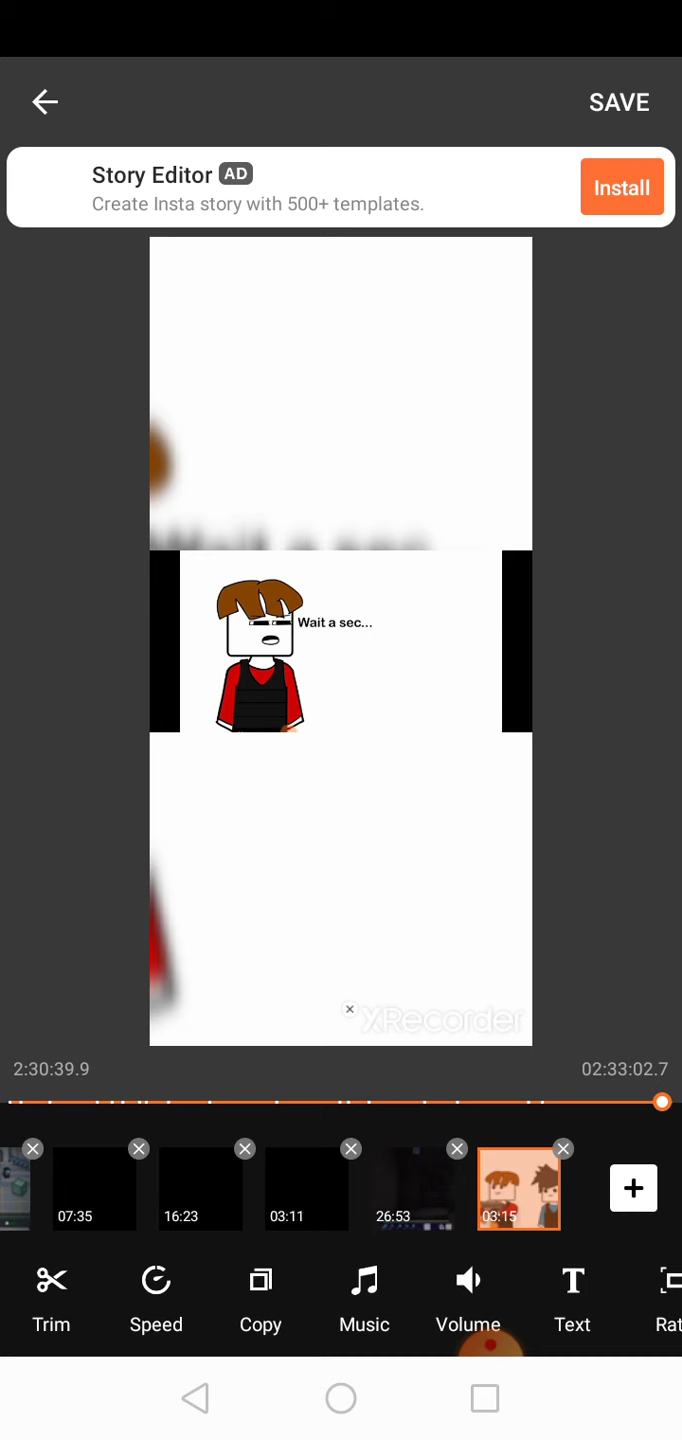 SAVE
Story Editor AD
Create Insta story with 500+ templates.
Install
Wait a sec...
XRecorder
2:30:39.9 02:33:02.7
07:35 16:23 03:11 26:53 03:15
Trim Speed Copy Music Volume Text Rat